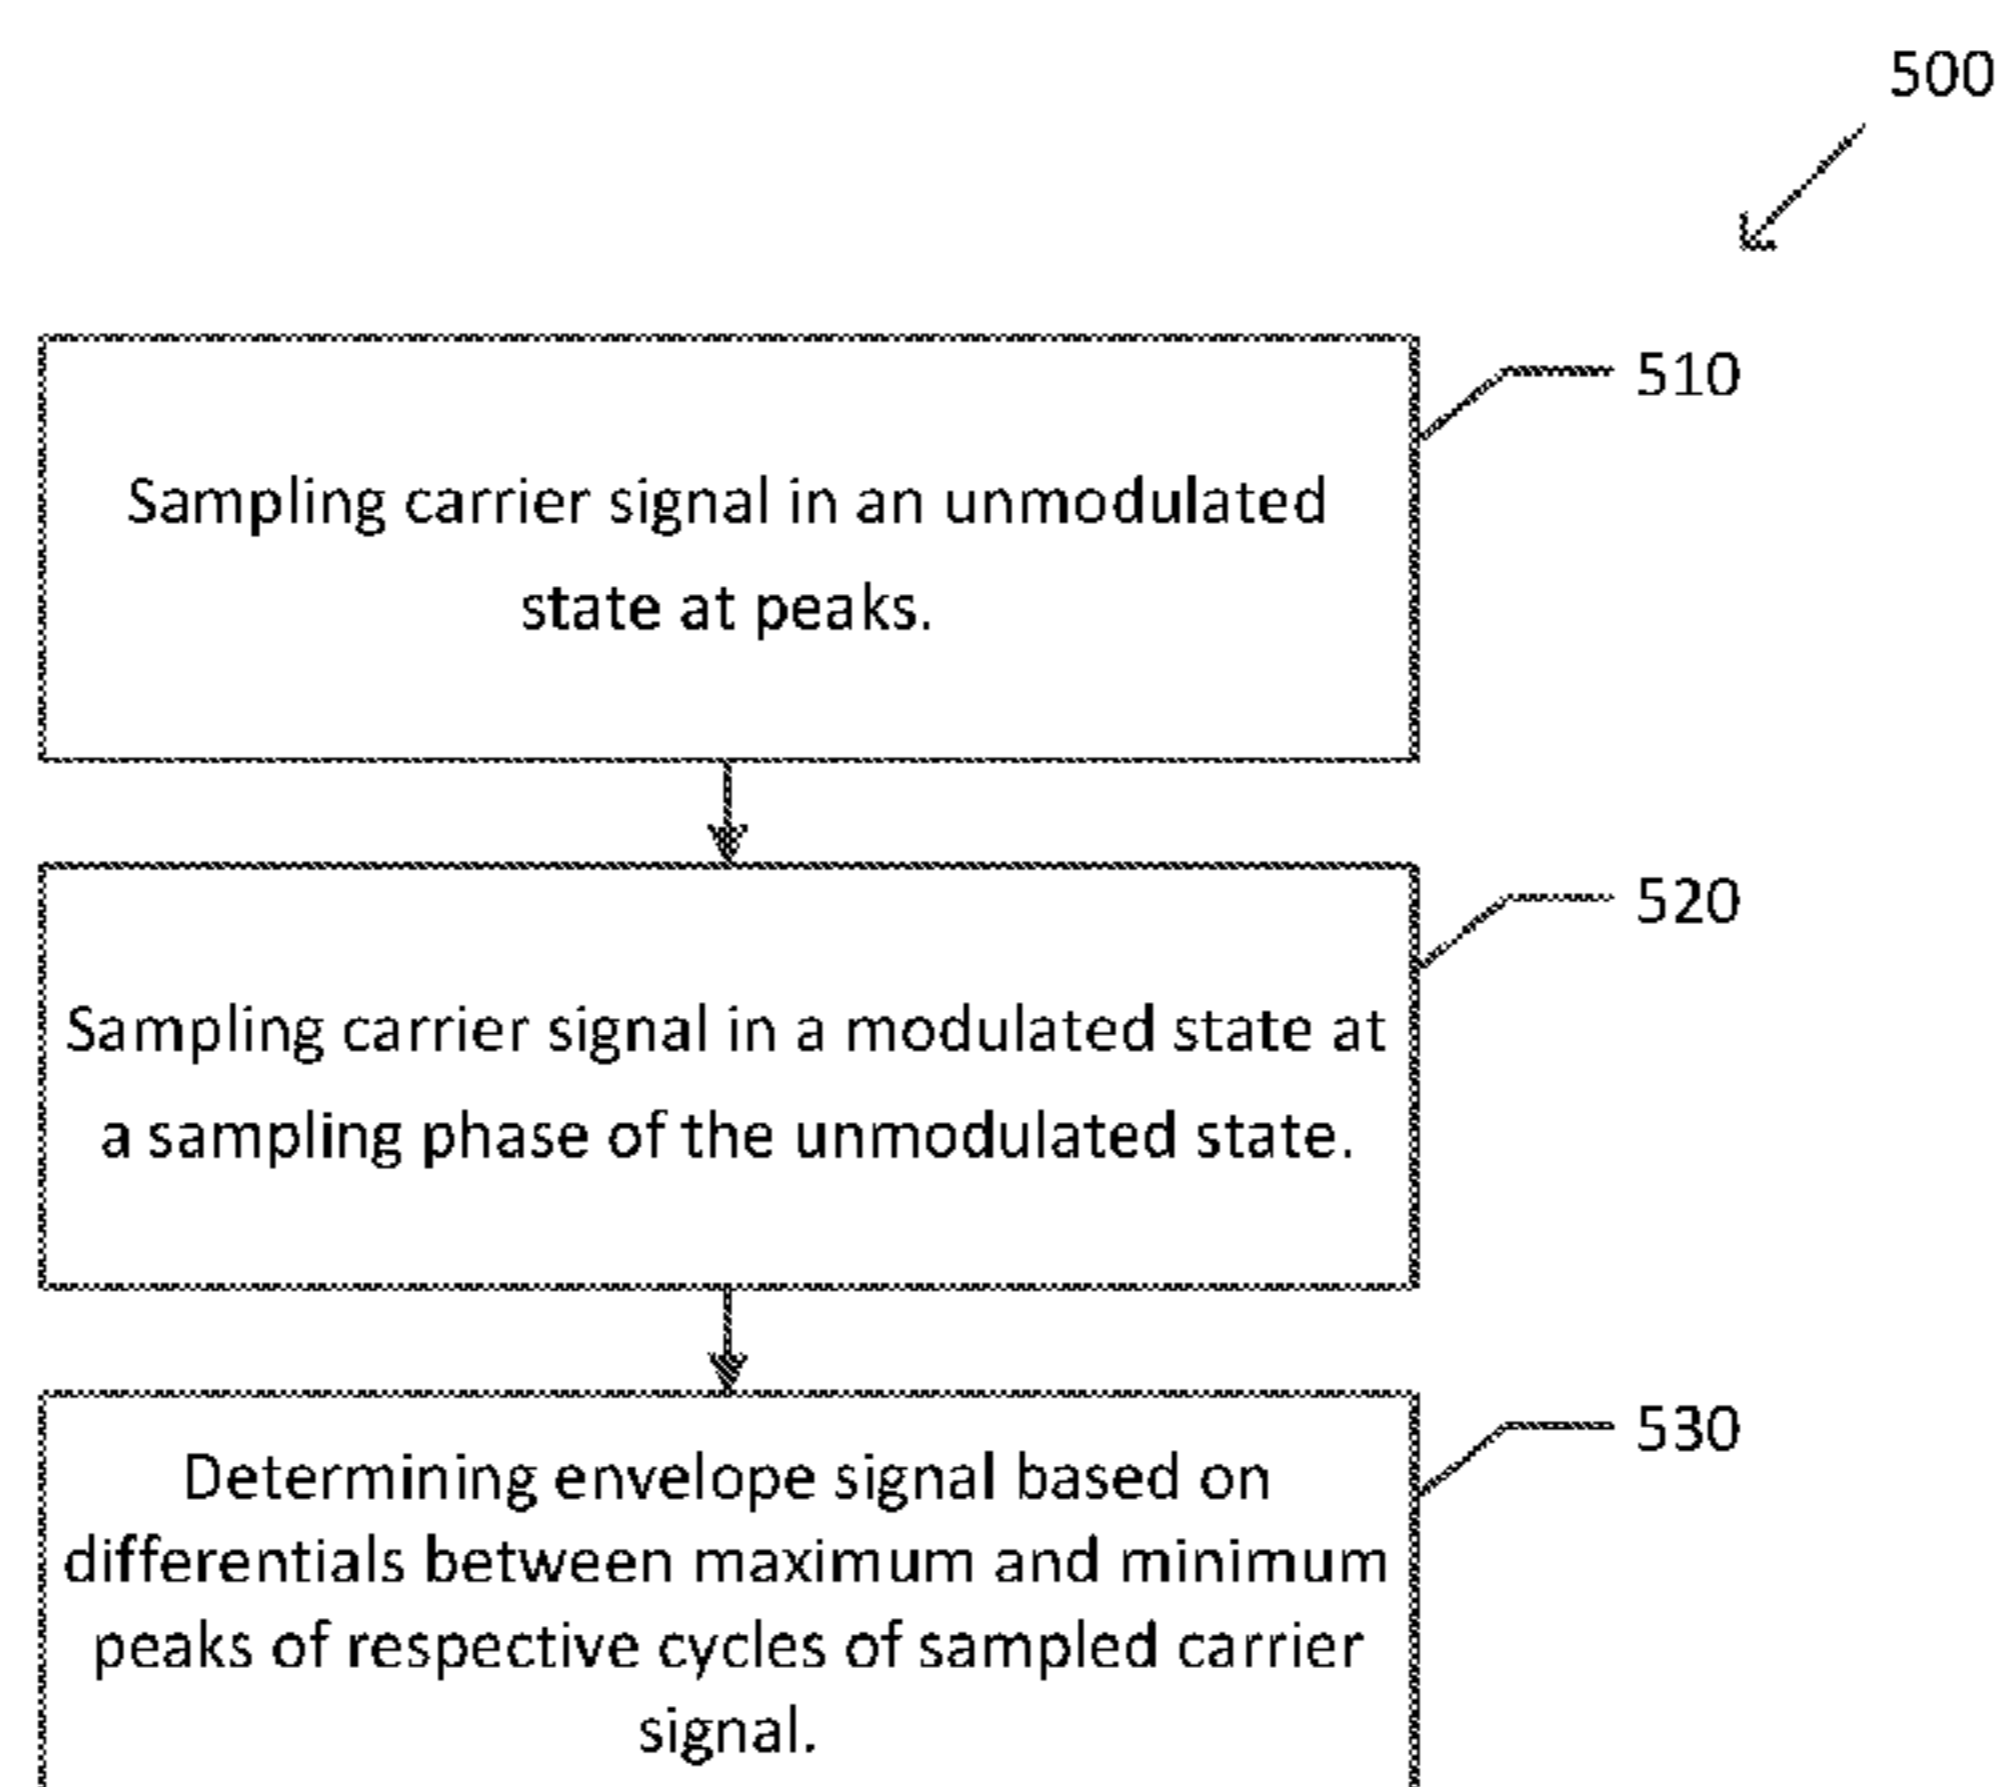 500
510
Sampling carrier signal in an unmodulated
state at peaks.
520
Sampling carrier signal in a modulated state at
a sampling phase of the unmodulated state.
530
Determining envelope signal based on
differentials between maximum and minimum
peaks of respective cycles of sampled carrier
signal.